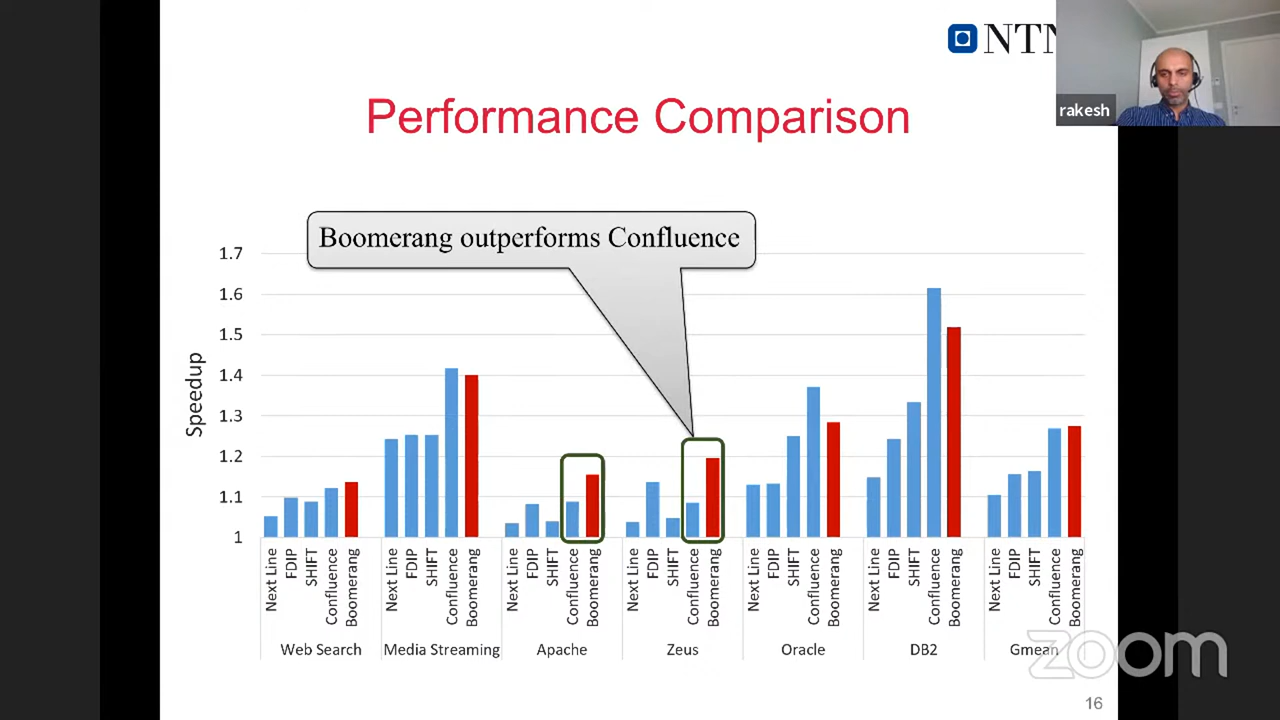 NTN
rakesh
Performance Comparison
Boomerang outperforms Confluence
1.7
1.6
1.5
1.4
1.3
1.2
1.1
1
Speedup
Next Line
FDIP
SHIFT
Confluence
Boomerang
Next Line
FDIP
SHIFT
Confluence
Boomerang
Next Line
FDIP
SHIFT
Confluence
Boomerang
Next Line
FDIP
SHIFT
Confluence
Boomerang
Next Line
FDIP
SHIFT
Confluence
Boomerang
Next Line
FDIP
SHIFT
Confluence
Boomerang
Next Line
FDIP
SHIFT
Confluence
Boomerang
Web Search
Media Streaming
Apache
Zeus
Oracle
DB2
Gmean
zoom
16